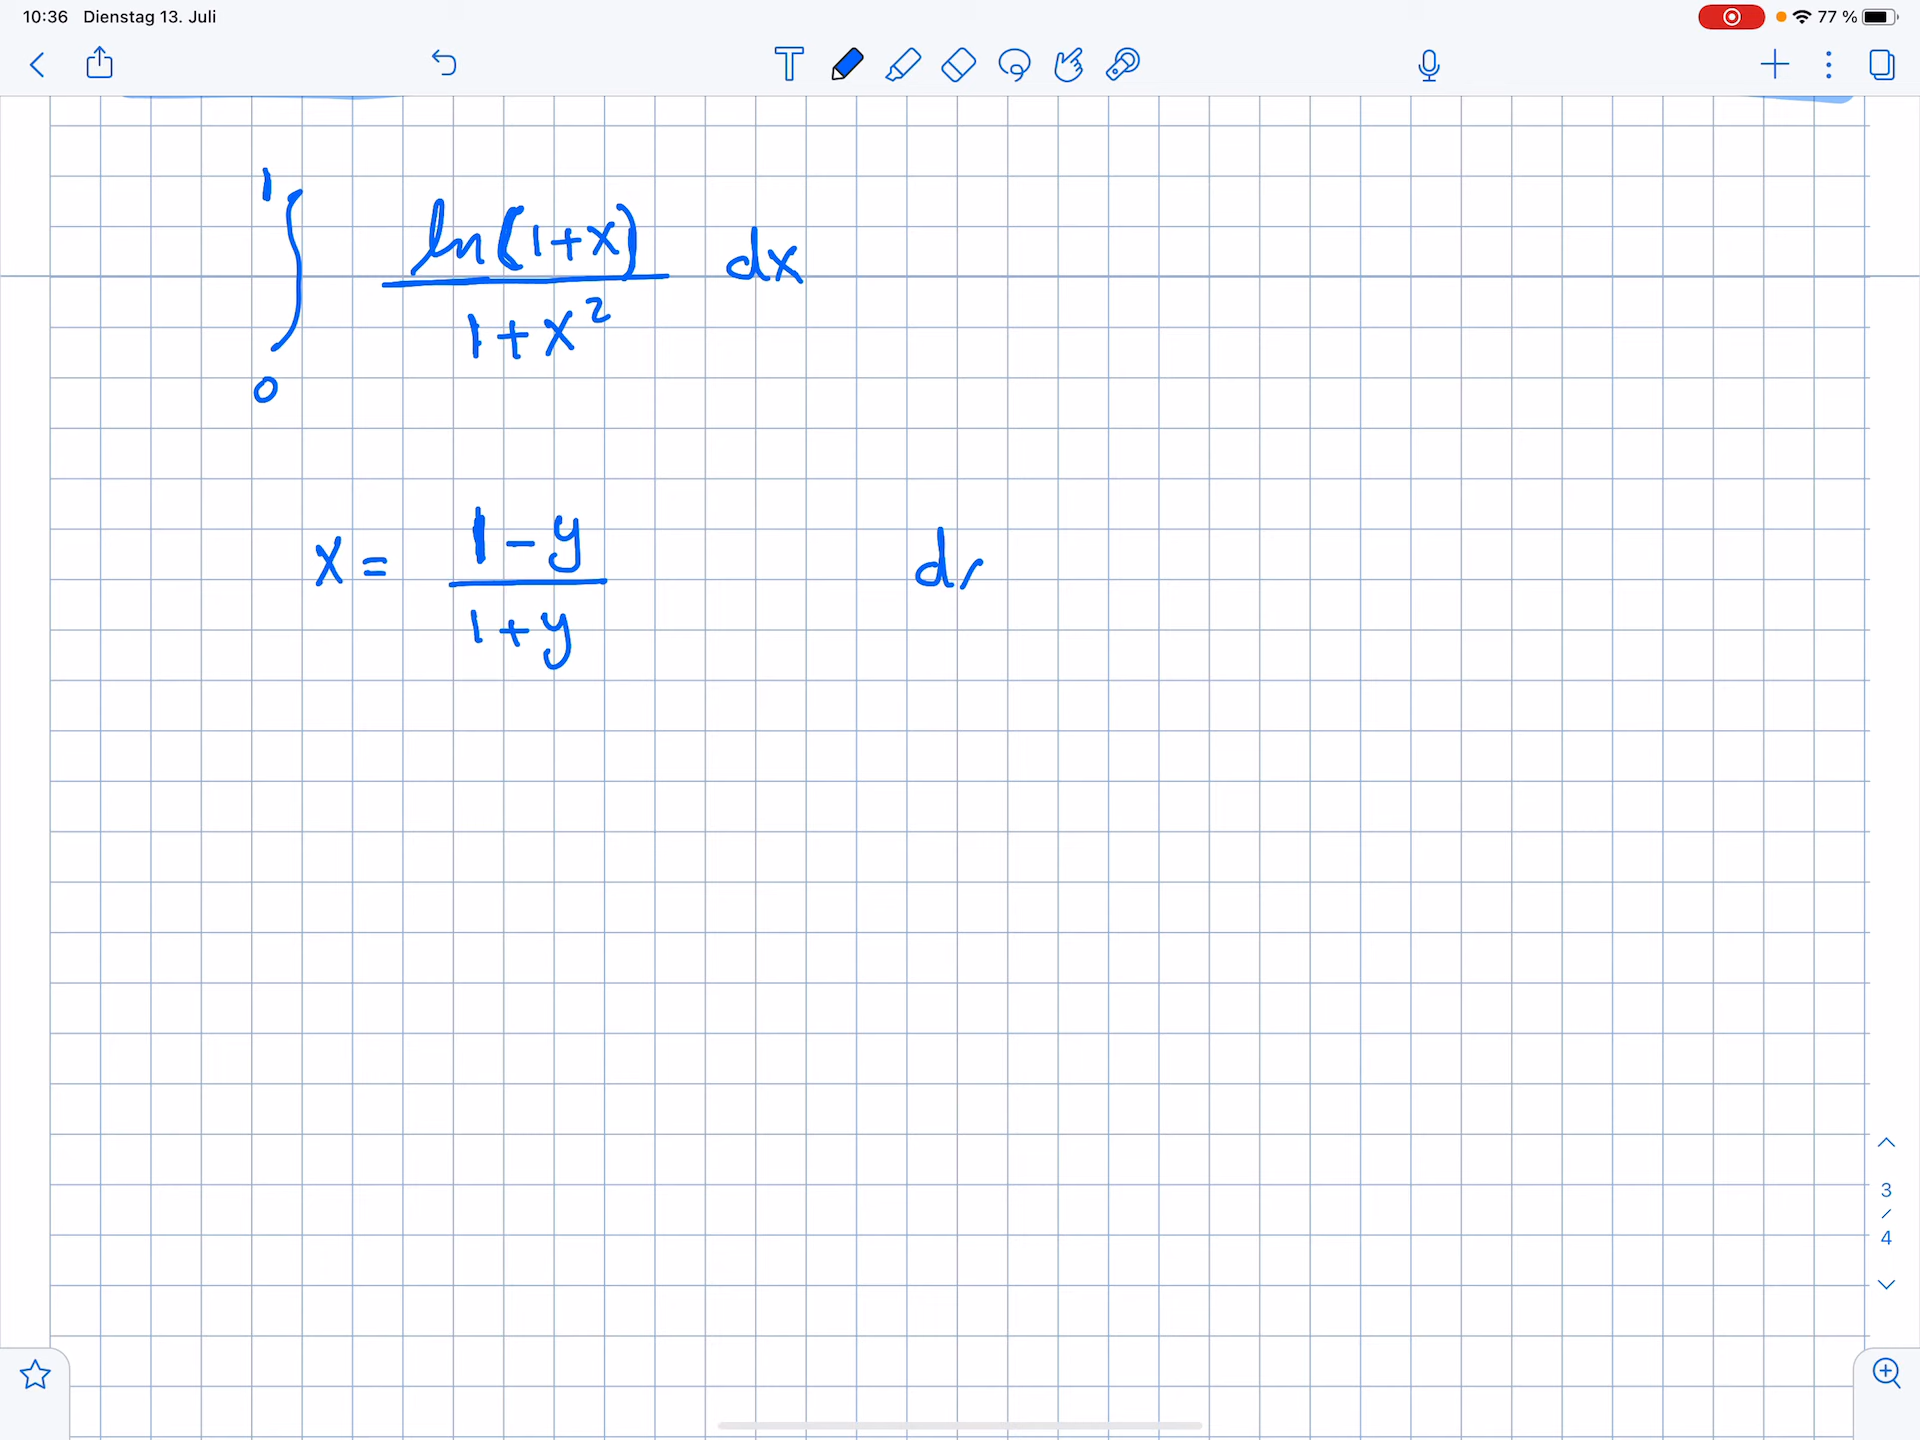 10:36 Dienstag 13. Juli 77 %
1
∫ ln(1+x) dx
1+x²
0
x = 1-y
1+y
d
3
/
4